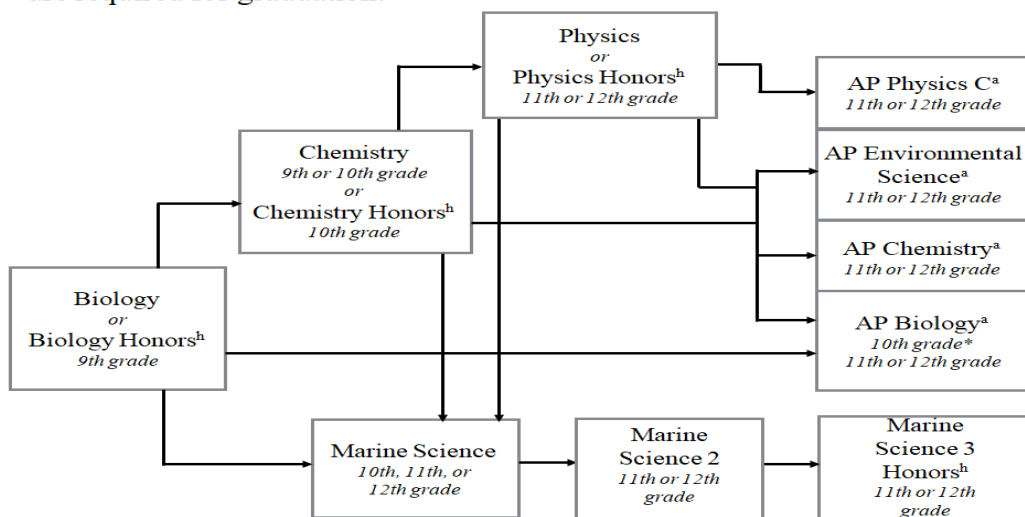 are required for graduation.
Physics
or
Physics Honorsʰ
11th or 12th grade
AP Physics Cᵃ
11th or 12th grade
Chemistry
9th or 10th grade
or
Chemistry Honorsʰ
10th grade
AP Environmental
Scienceᵃ
11th or 12th grade
AP Chemistryᵃ
11th or 12th grade
Biology
or
Biology Honorsʰ
9th grade
AP Biologyᵃ
10th grade*
11th or 12th grade
Marine Science
10th, 11th, or
12th grade
Marine
Science 2
11th or 12th
grade
Marine
Science 3
Honorsʰ
11th or 12th
grade